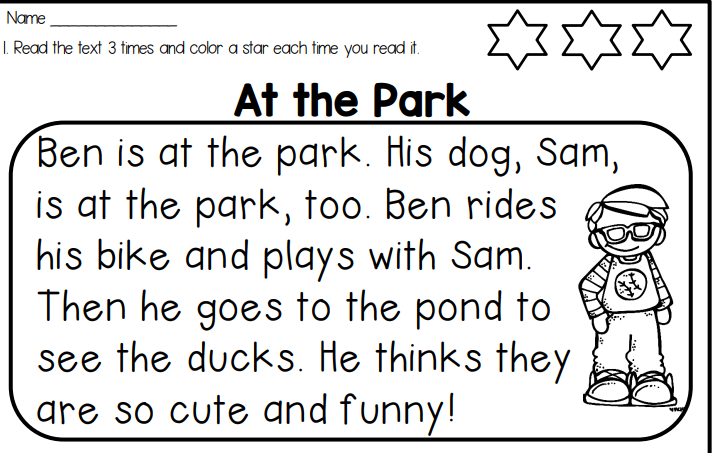 Name _______________
1. Read the text 3 times and color a star each time you read it.
At the Park
Ben is at the park. His dog, Sam,
is at the park, too. Ben rides
his bike and plays with Sam.
Then he goes to the pond to
see the ducks. He thinks they
are so cute and funny!